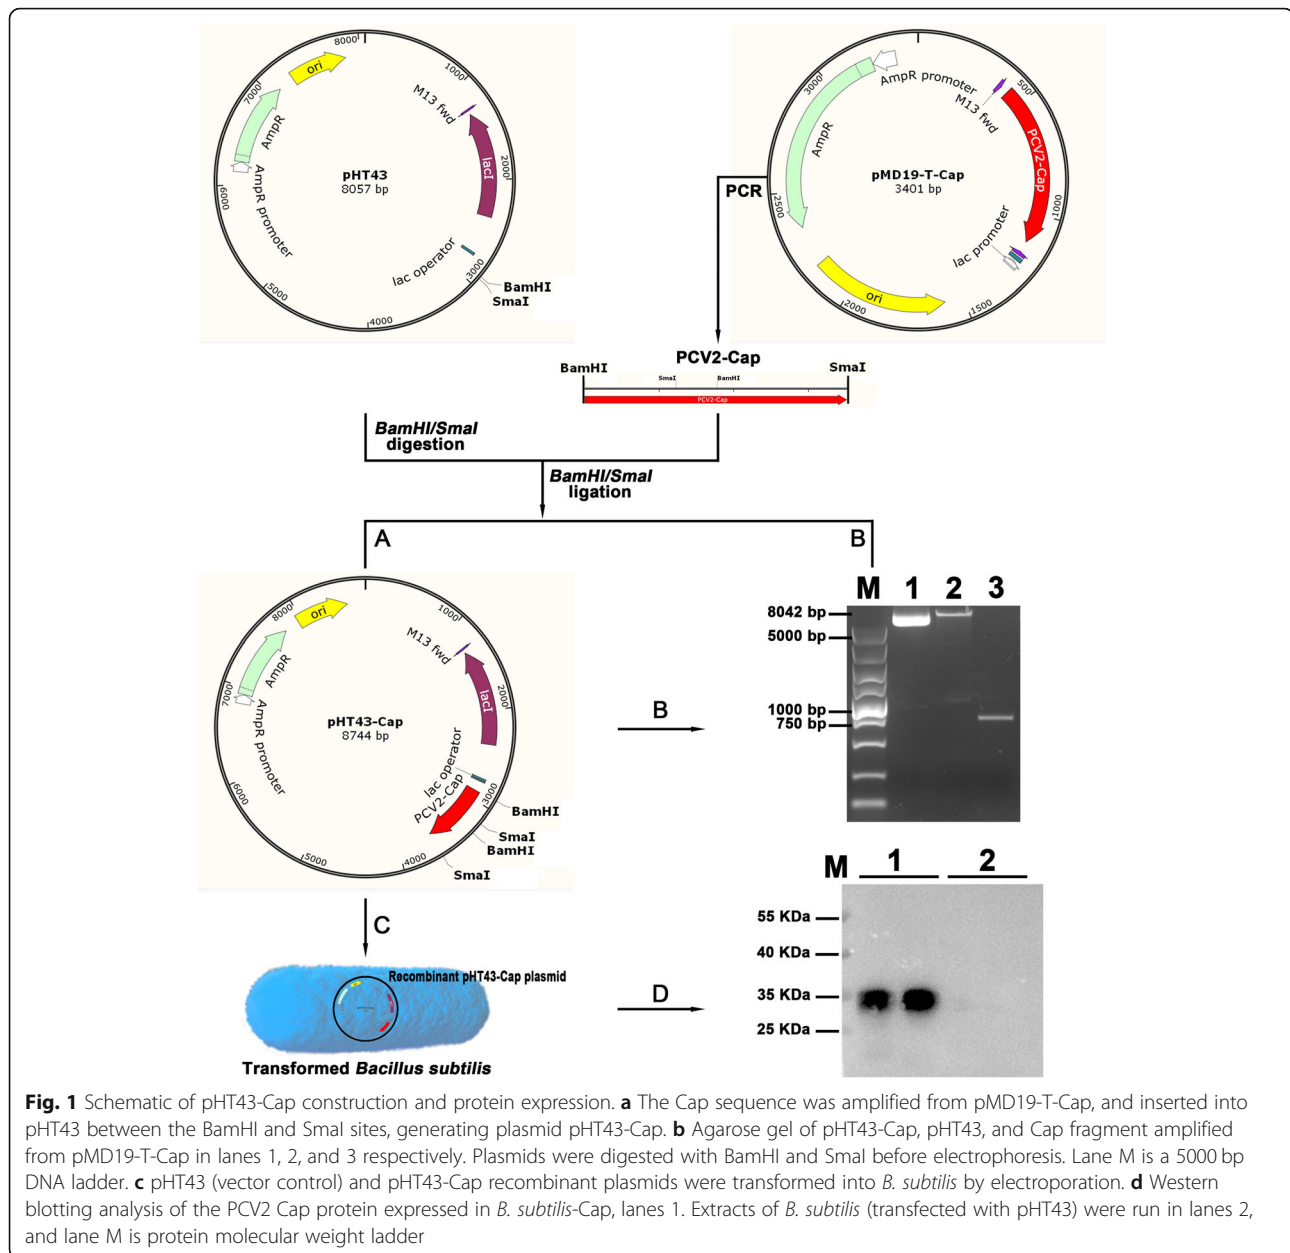 8000
1000
2000
3000
4000
5000
6000
7000
ori
AmpR
AmpR promoter
M13 fwd
lacI
lac operator
pHT43
8057 bp
BamHI
SmaI
500
1000
1500
2000
2500
3000
AmpR promoter
M13 fwd
AmpR
PCV2-Cap
pMD19-T-Cap
3401 bp
lac promoter
ori
PCR
PCV2-Cap
BamHI
SmaI
SmaI
BamHI
PCV2-Cap
BamHI/SmaI
digestion
BamHI/SmaI
ligation
A
B
8000
1000
2000
3000
4000
5000
6000
7000
ori
AmpR
AmpR promoter
M13 fwd
lacI
lac operator
PCV2-Cap
pHT43-Cap
8744 bp
BamHI
SmaI
BamHI
SmaI
B
M 1 2 3
8042 bp
5000 bp
1000 bp
750 bp
C
Recombinant pHT43-Cap plasmid
Transformed Bacillus subtilis
D
M 1 2
55 KDa
40 KDa
35 KDa
25 KDa
Fig. 1 Schematic of pHT43-Cap construction and protein expression. a The Cap sequence was amplified from pMD19-T-Cap, and inserted into
pHT43 between the BamHI and SmaI sites, generating plasmid pHT43-Cap. b Agarose gel of pHT43-Cap, pHT43, and Cap fragment amplified
from pMD19-T-Cap in lanes 1, 2, and 3 respectively. Plasmids were digested with BamHI and SmaI before electrophoresis. Lane M is a 5000 bp
DNA ladder. c pHT43 (vector control) and pHT43-Cap recombinant plasmids were transformed into B. subtilis by electroporation. d Western
blotting analysis of the PCV2 Cap protein expressed in B. subtilis-Cap, lanes 1. Extracts of B. subtilis (transfected with pHT43) were run in lanes 2,
and lane M is protein molecular weight ladder